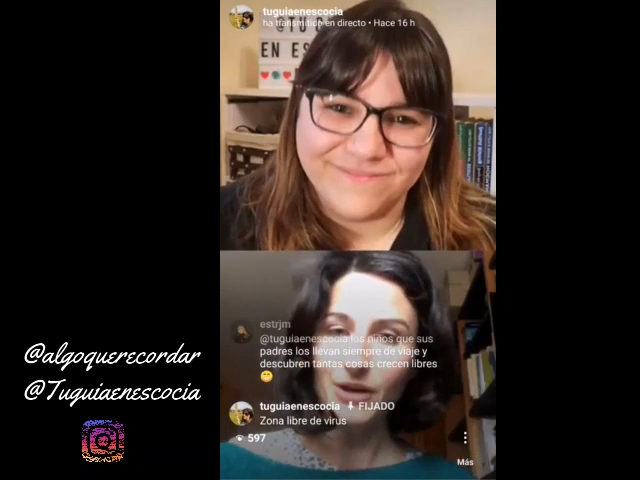 tuguiaenescocia
ha transmitido en directo • Hace 16 h
EN ES
estrjm
@tuguiaenescocia los niños que sus
padres los llevan siempre de viaje y
descubren tantas cosas crecen libres
😁
tuguiaenescocia FIJADO
Zona libre de virus
597
Más
@algoquerecordar
@Tuguiaenescocia